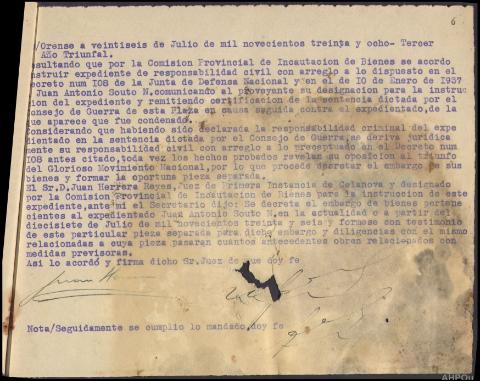 6
/Orense a veintiseis de Julio de mil novecientos treinta y ocho- Tercer
Año Triunfal.
esultando que por la Comision Provincial de Incautacion de Bienes se acordo
nstruir expediente de responsabilidad civil con arreglo a lo dispuesto en el
ecreto num 108 de la Junta de Defensa Nacional y en el de 10 de Enero de 1937
Juan Antonio Souto N,comunicando al proveyente su designacion para la instruc
ion del expediente y remitiendo certificacion de la sentencia dictada por el
onsejo de Guerra de esta Plaza en causa seguida contra el expedientado,de la
que aparece que fue condenado.
onsiderando que habiendo sido declarada la responsabilidad criminal del expe
dientado en la sentencia dictada por el Consejo de Guerra,se deriva juridica
mente su responsabilidad civil con arreglo a lo preceptuado en el Decreto num
108 antes citado,toda vez los hechos probados revelan su oposicion al triunfo
del Glorioso Movimiento Nacional,por lo que procede decretar el embargo de sus
bienes y formar la oportuna pieza separada.
El Sr.D.Juan Herrera Reyes,Juez de Primera Instancia de Celanova y designado
por la Comision Provincial de Incautacion de Bienes para la instruccion de este
expediente,ante mi el Secretario dijo:Se decreta el embargo de bienes pertene
cientes al expedientado Juan Antonio Souto N.en la actualidad o a partir del
diecisiete de Julio de mil novecientos treinta y seis y formese con testimonio
de este particular pieza separada para dicho embargo y diligencias con el mismo
relacionadas a cuya pieza pasaran cuantos antecedentes obren relacionados con
medidas previsoras.
Asi lo acordo y firma dicho Sr.Juez de que doy fe
Juan
Nota/Seguidamente se cumplio lo mandado,doy fe
AHPOu